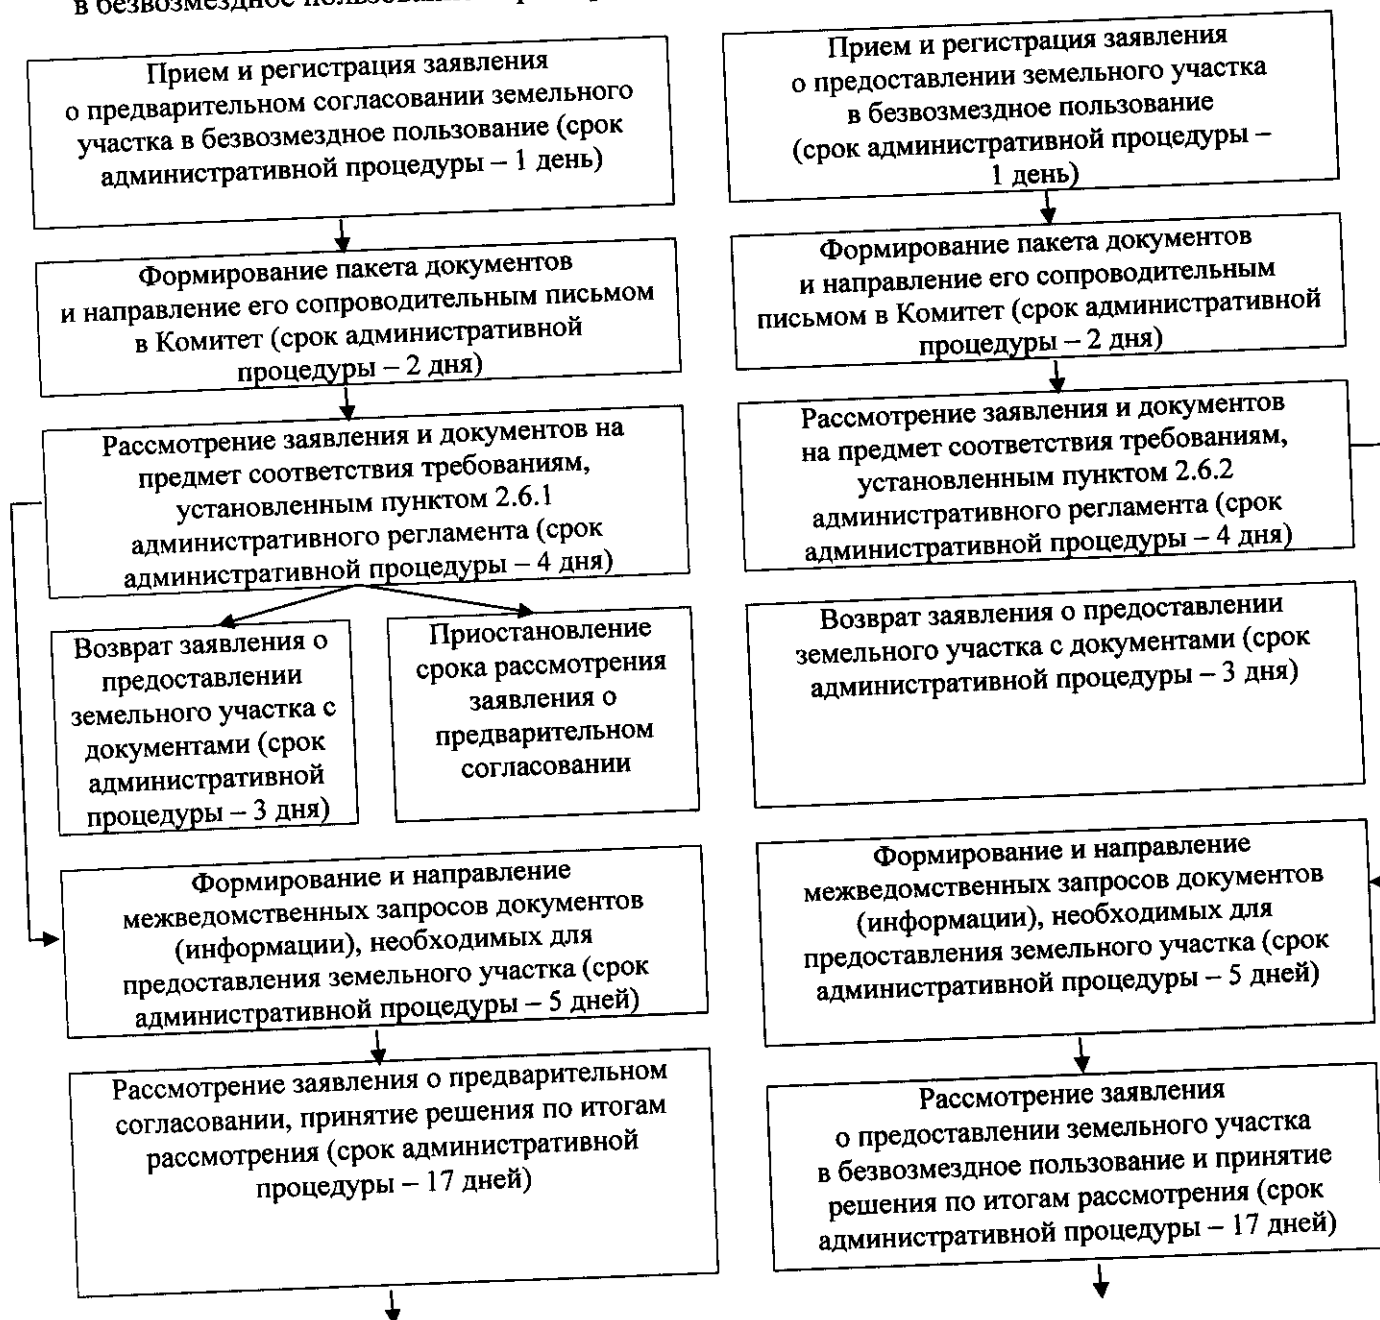 в безвозмездное
Прием и регистрация заявления
о предварительном согласовании земельного
участка в безвозмездное пользование (срок
административной процедуры – 1 день)
Прием и регистрация заявления
о предоставлении земельного участка
в безвозмездное пользование
(срок административной процедуры –
1 день)
Формирование пакета документов
и направление его сопроводительным письмом
в Комитет (срок административной
процедуры – 2 дня)
Формирование пакета документов
и направление его сопроводительным
письмом в Комитет (срок административной
процедуры – 2 дня)
Рассмотрение заявления и документов на
предмет соответствия требованиям,
установленным пунктом 2.6.1
административного регламента (срок
административной процедуры – 4 дня)
Рассмотрение заявления и документов
на предмет соответствия требованиям,
установленным пунктом 2.6.2
административного регламента (срок
административной процедуры – 4 дня)
Возврат заявления о
предоставлении
земельного участка с
документами (срок
административной
процедуры – 3 дня)
Приостановление
срока рассмотрения
заявления о
предварительном
согласовании
Возврат заявления о предоставлении
земельного участка с документами (срок
административной процедуры – 3 дня)
Формирование и направление
межведомственных запросов документов
(информации), необходимых для
предоставления земельного участка (срок
административной процедуры – 5 дней)
Формирование и направление
межведомственных запросов документов
(информации), необходимых для
предоставления земельного участка (срок
административной процедуры – 5 дней)
Рассмотрение заявления о предварительном
согласовании, принятие решения по итогам
рассмотрения (срок административной
процедуры – 17 дней)
Рассмотрение заявления
о предоставлении земельного участка
в безвозмездное пользование и принятие
решения по итогам рассмотрения (срок
административной процедуры – 17 дней)